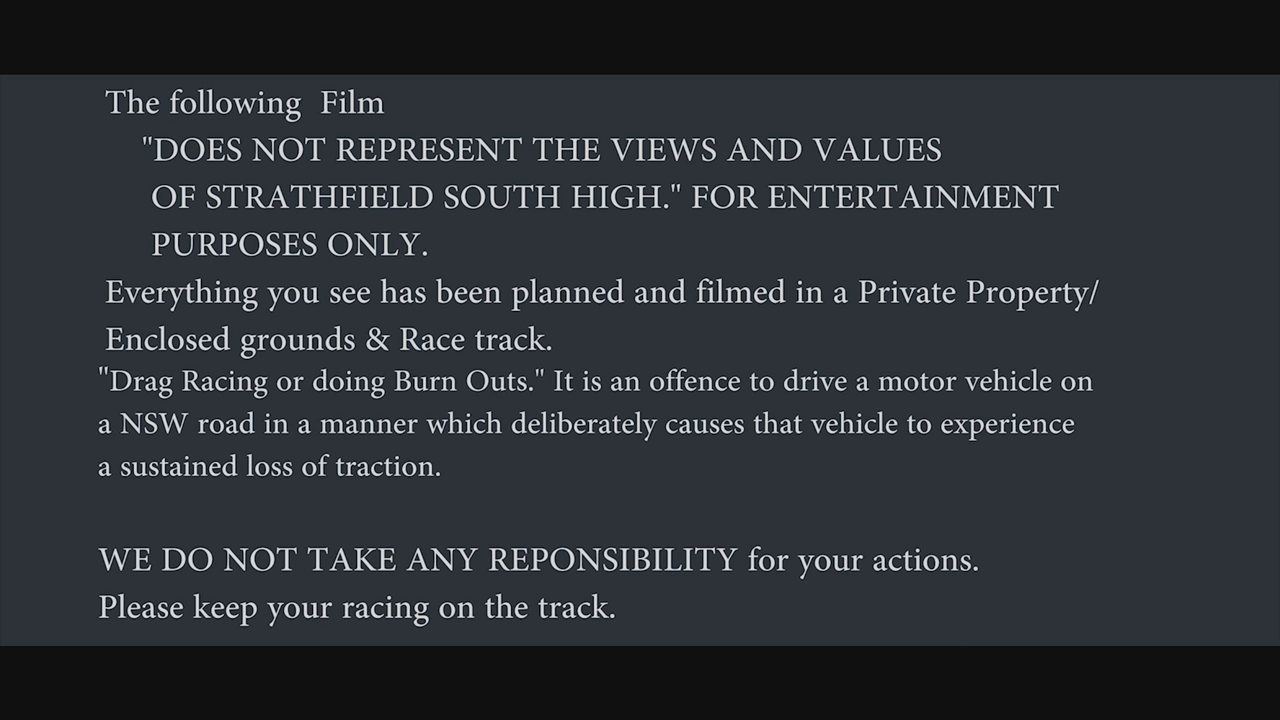 The following  Film
"DOES NOT REPRESENT THE VIEWS AND VALUES
OF STRATHFIELD SOUTH HIGH." FOR ENTERTAINMENT
PURPOSES ONLY.
Everything you see has been planned and filmed in a Private Property/
Enclosed grounds & Race track.
"Drag Racing or doing Burn Outs." It is an offence to drive a motor vehicle on
a NSW road in a manner which deliberately causes that vehicle to experience
a sustained loss of traction.
WE DO NOT TAKE ANY REPONSIBILITY for your actions.
Please keep your racing on the track.